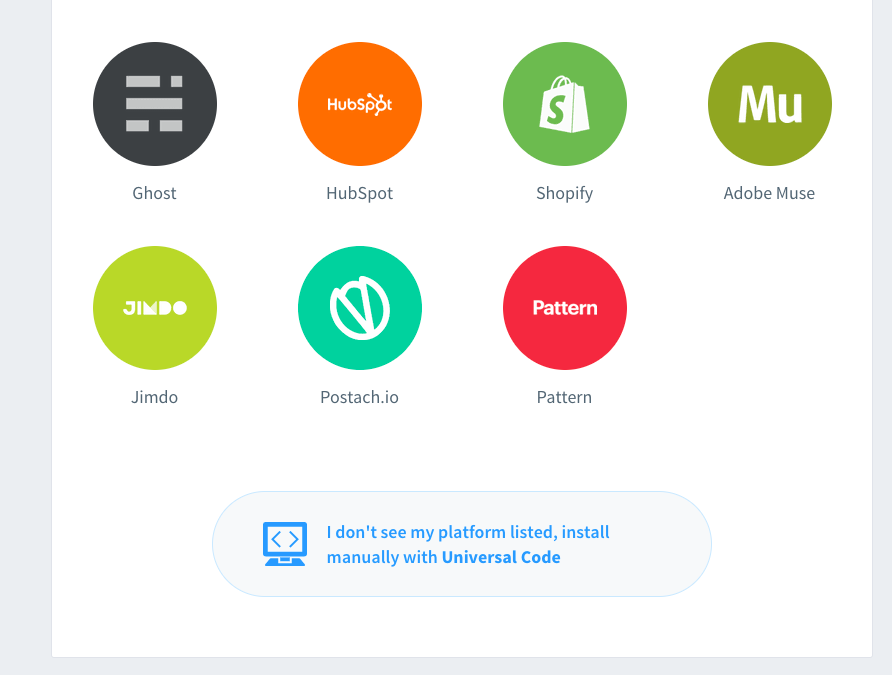 HubSpot
S
Mu
Ghost
HubSpot
Shopify
Adobe Muse
JIMDO
Pattern
Jimdo
Postach.io
Pattern
I don't see my platform listed, install
manually with Universal Code